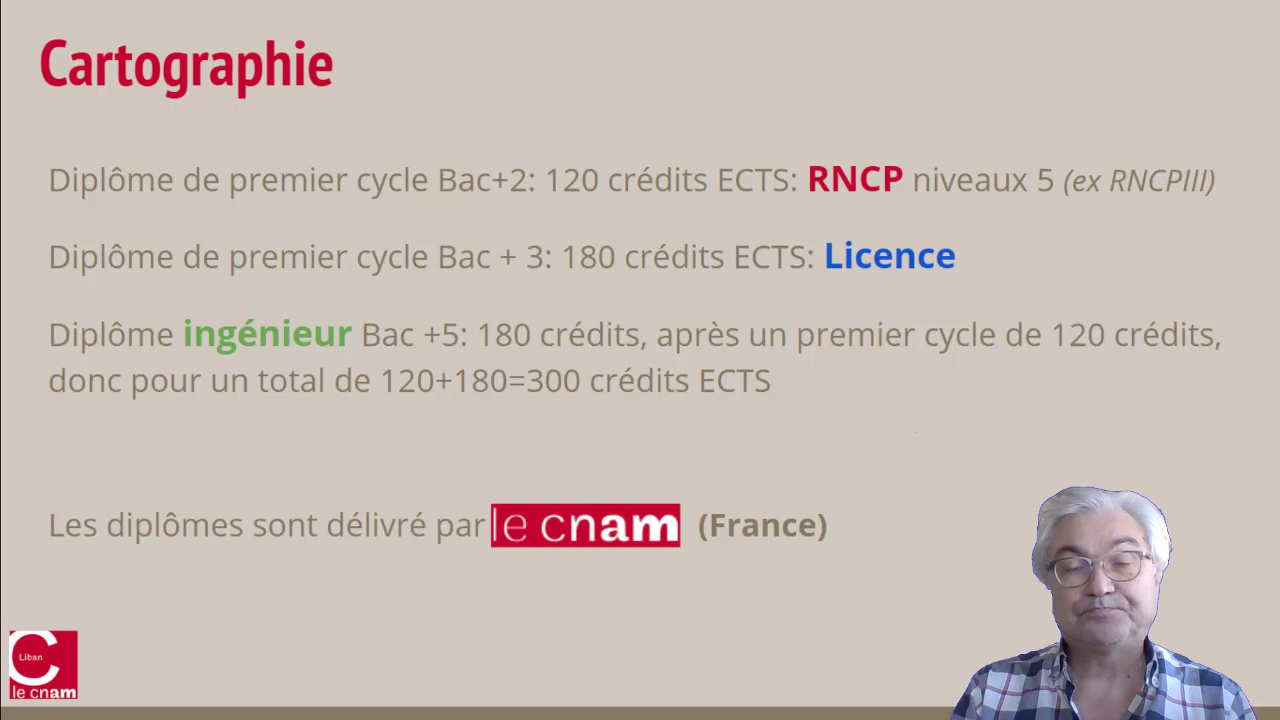 Cartographie
Diplôme de premier cycle Bac+2: 120 crédits ECTS: RNCP niveaux 5 (ex RNCPIII)
Diplôme de premier cycle Bac + 3: 180 crédits ECTS: Licence
Diplôme ingénieur Bac +5: 180 crédits, après un premier cycle de 120 crédits,
donc pour un total de 120+180=300 crédits ECTS
Les diplômes sont délivré par le cnam (France)
Liban
le cnam